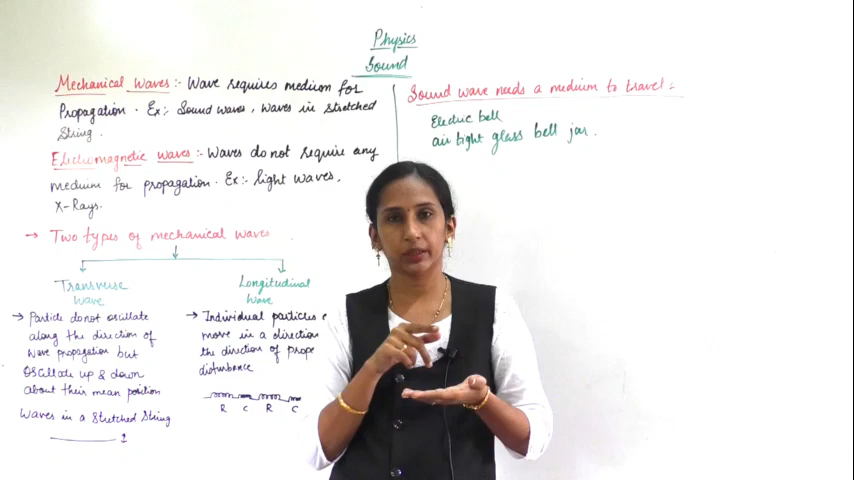 Physics
Sound
Mechanical waves :- Wave requires medium for
Propagation. Ex:- Sound waves, waves in stretched
String.
Electromagnetic waves :- Waves do not require any
medium for propagation. Ex:- light waves,
X-Rays.
→ Two types of mechanical waves
Transverse
Wave
→ Particle do not oscillate
along the direction of
wave propagation but
Oscillate up & down
about their mean position
Waves in a Stretched String
Longitudinal
Wave
→ Individual particles
move in a direction
the direction of prope
disturbance
R C R C
Sound wave needs a medium to travel :-
Electric bell
air tight glass bell jar.